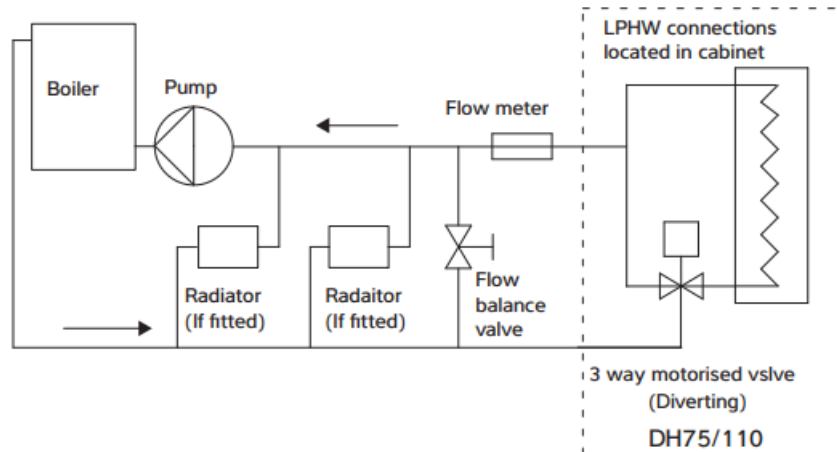 LPHW connections
located in cabinet
Boiler
Pump
Flow meter
Radiator
(If fitted)
Radaitor
(If fitted)
Flow
balance
valve
3 way motorised vslve
(Diverting)
DH75/110